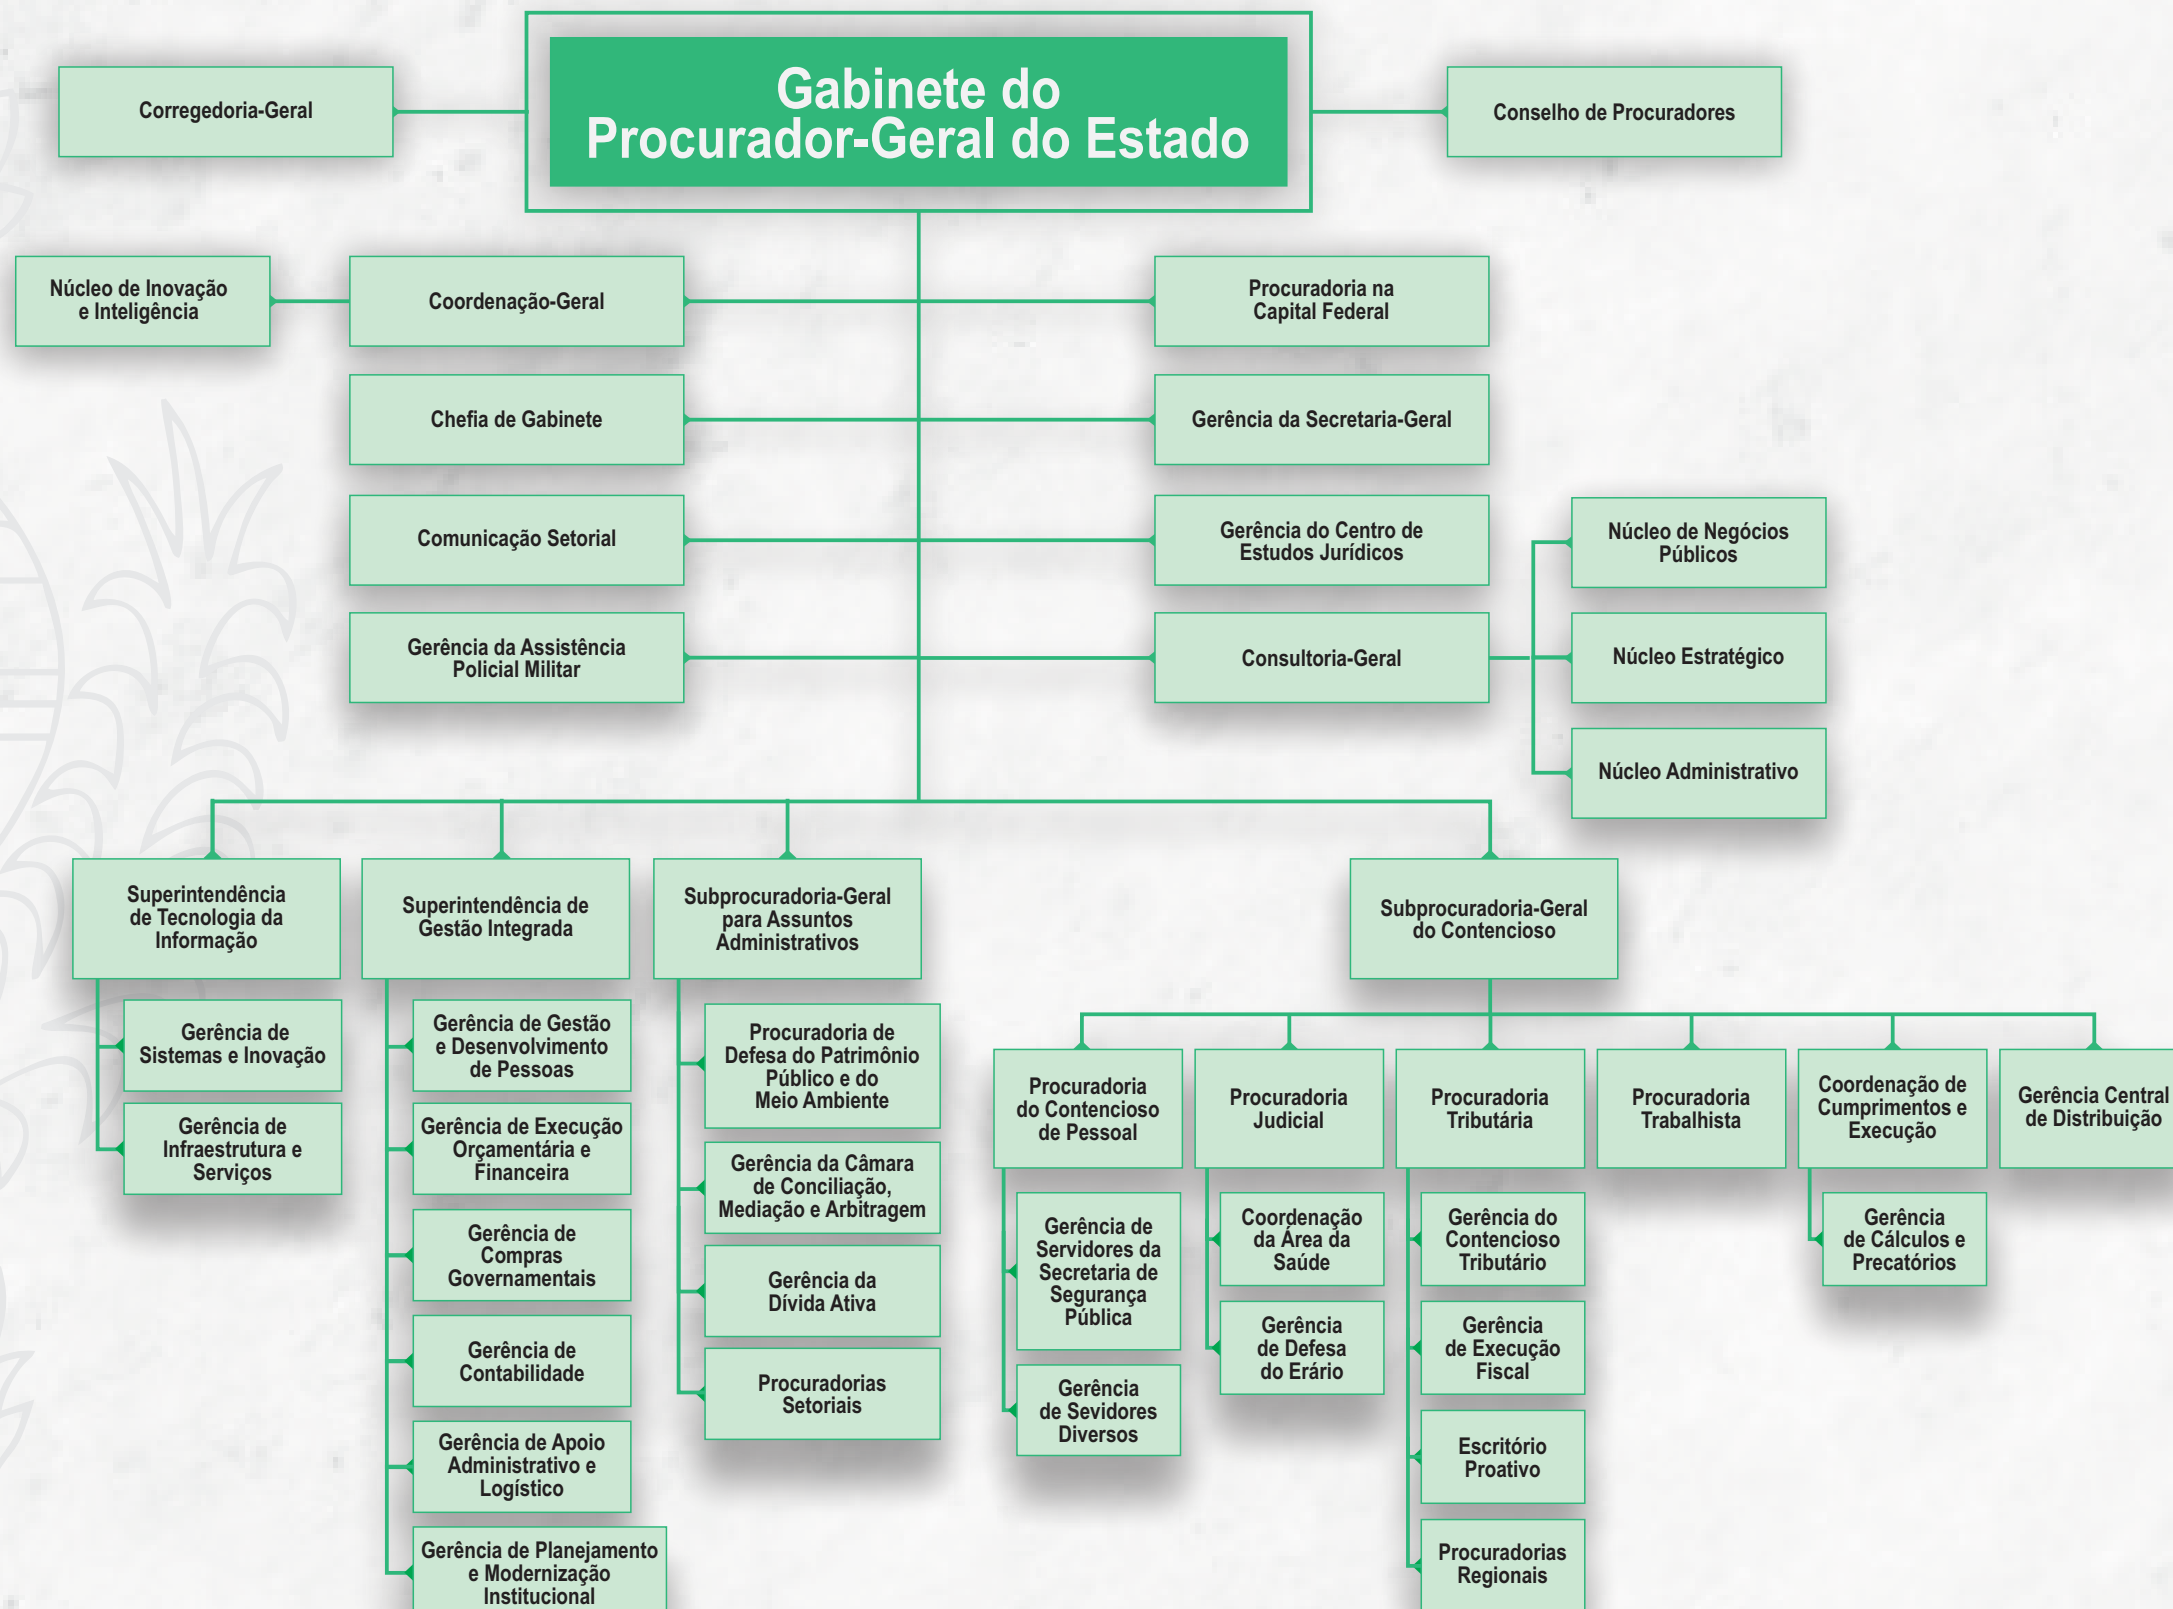 Gabinete do
Procurador-Geral do Estado
Corregedoria-Geral
Conselho de Procuradores
Núcleo de Inovação
e Inteligência
Coordenação-Geral
Procuradoria na
Capital Federal
Chefia de Gabinete
Gerência da Secretaria-Geral
Comunicação Setorial
Gerência do Centro de
Estudos Jurídicos
Gerência da Assistência
Policial Militar
Consultoria-Geral
Núcleo de Negócios
Públicos
Núcleo Estratégico
Núcleo Administrativo
Superintendência
de Tecnologia da
Informação
Gerência de
Sistemas e Inovação
Gerência de
Infraestrutura e
Serviços
Superintendência de
Gestão Integrada
Gerência de Gestão
e Desenvolvimento
de Pessoas
Gerência de Execução
Orçamentária e
Financeira
Gerência de
Compras
Governamentais
Gerência de
Contabilidade
Gerência de Apoio
Administrativo e
Logístico
Gerência de Planejamento
e Modernização
Institucional
Subprocuradoria-Geral
para Assuntos
Administrativos
Procuradoria de
Defesa do Patrimônio
Público e do
Meio Ambiente
Gerência da Câmara
de Conciliação,
Mediação e Arbitragem
Gerência da
Dívida Ativa
Procuradorias
Setoriais
Subprocuradoria-Geral
do Contencioso
Procuradoria
do Contencioso
de Pessoal
Gerência de
Servidores da
Secretaria de
Segurança
Pública
Gerência
de Sevidores
Diversos
Procuradoria
Judicial
Coordenação
da Área da
Saúde
Gerência
de Defesa
do Erário
Procuradoria
Tributária
Gerência do
Contencioso
Tributário
Gerência
de Execução
Fiscal
Escritório
Proativo
Procuradorias
Regionais
Procuradoria
Trabalhista
Coordenação de
Cumprimentos e
Execução
Gerência
de Cálculos e
Precatórios
Gerência Central
de Distribuição